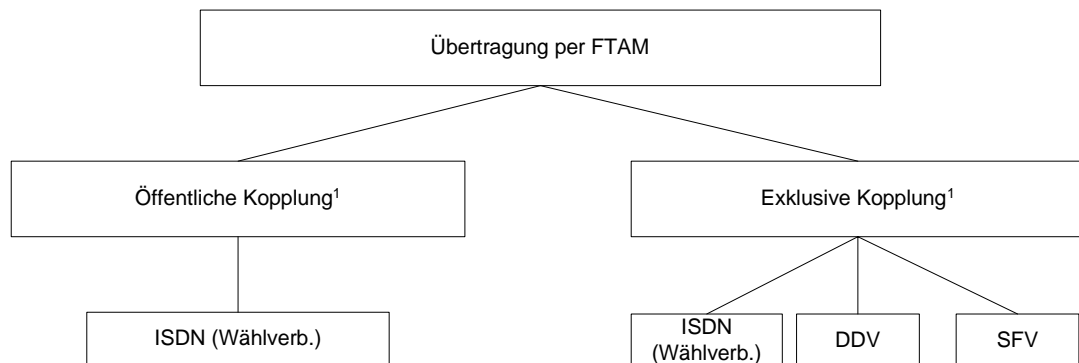 Übertragung per FTAM
Öffentliche Kopplung¹
Exklusive Kopplung¹
ISDN (Wählverb.)
ISDN
(Wählverb.)
DDV
SFV